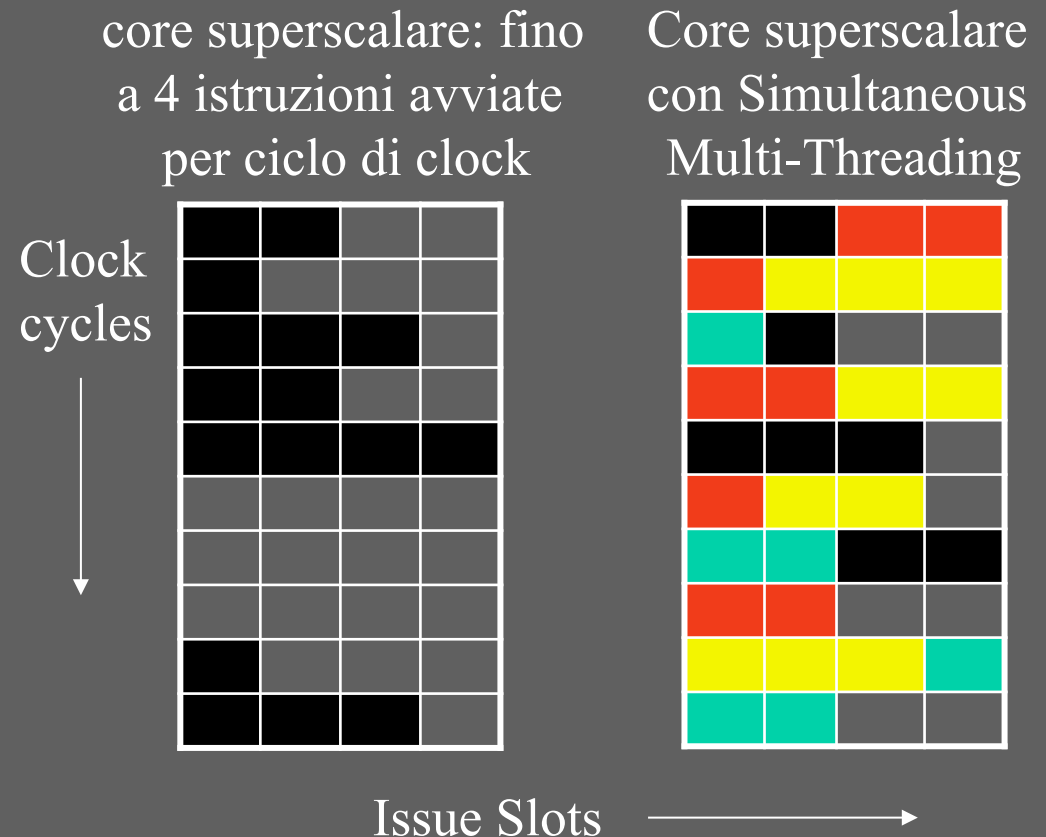 core superscalare: fino
a 4 istruzioni avviate
per ciclo di clock
Core superscalare
con Simultaneous
Multi-Threading
Clock
cycles
Issue Slots